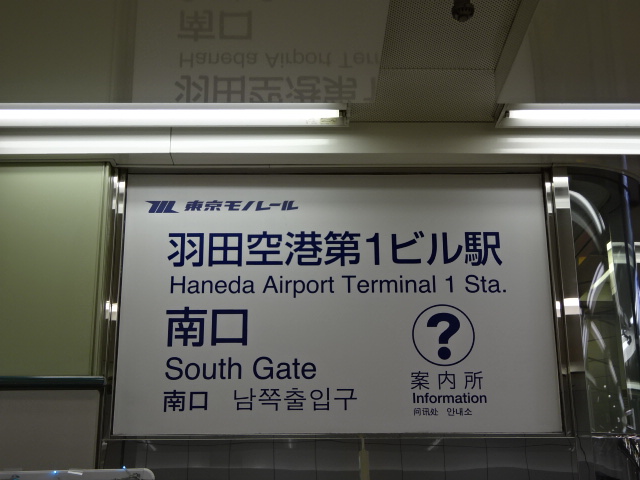 東京モノレール
羽田空港第1ビル駅
Haneda Airport Terminal 1 Sta.
南口
South Gate
南口 남쪽출입구
?
案内所
Information
问讯处 안내소